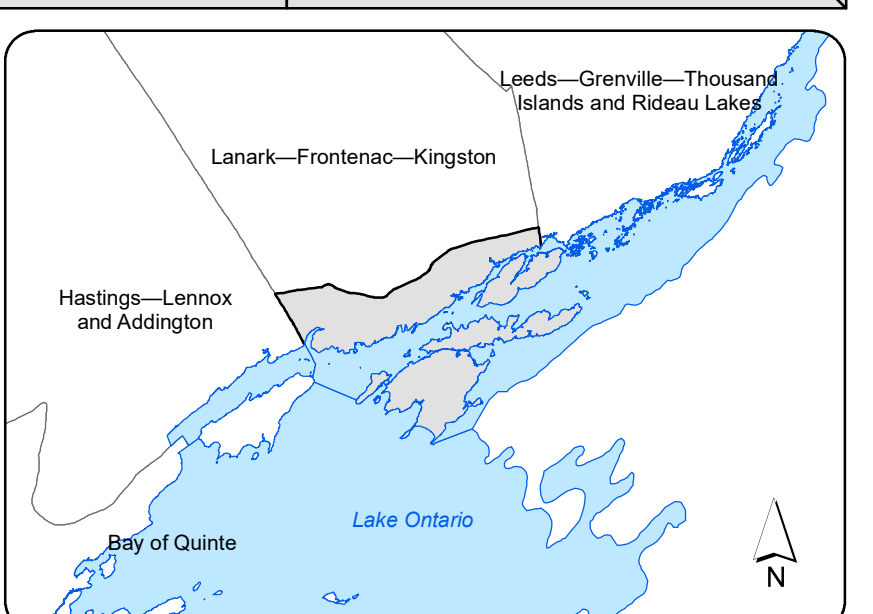 Leeds—Grenville—Thousand
Islands and Rideau Lakes
Lanark—Frontenac—Kingston
Hastings—Lennox
and Addington
Lake Ontario
Bay of Quinte
N